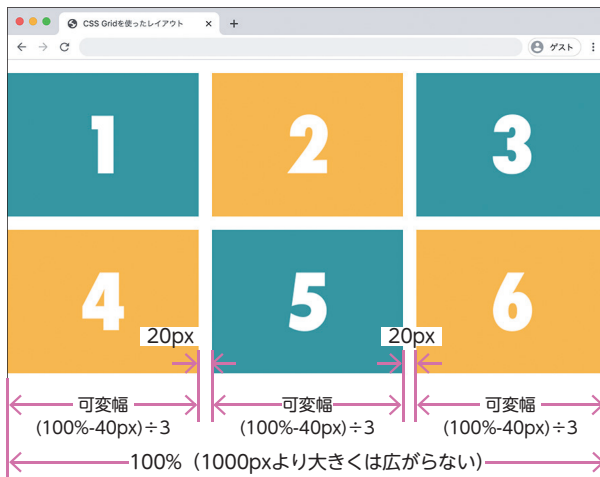 CSS Gridを使ったレイアウト
ゲスト
1 2 3
4 5 6
20px 20px
可変幅 可変幅 可変幅
(100%-40px)÷3 (100%-40px)÷3 (100%-40px)÷3
100%（1000pxより大きくは広がらない）